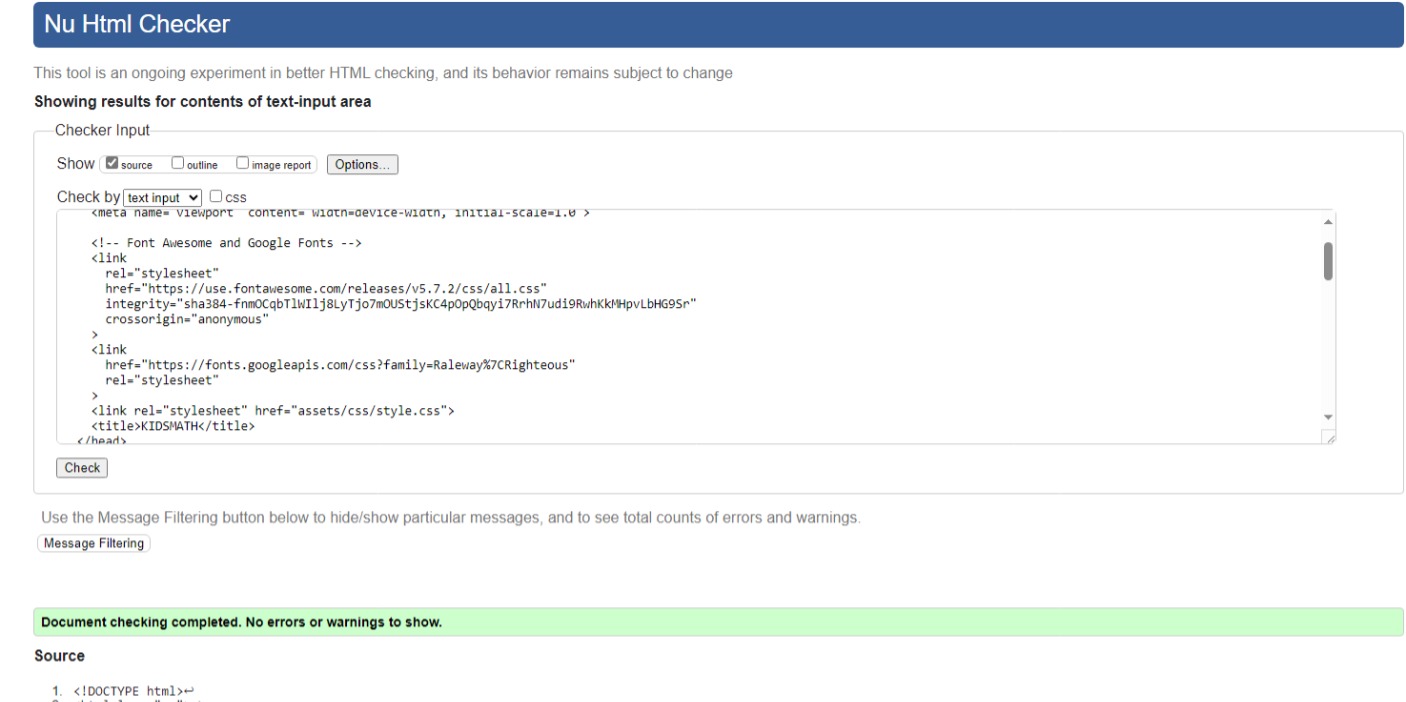 Nu Html Checker
This tool is an ongoing experiment in better HTML checking, and its behavior remains subject to change
Showing results for contents of text-input area
Checker Input
Show source outline image report Options...
Check by text input css
<meta name="viewport" content="width=device-width, initial-scale=1.0">
<!-- Font Awesome and Google Fonts -->
<link
rel="stylesheet"
href="https://use.fontawesome.com/releases/v5.7.2/css/all.css"
integrity="sha384-fnmOCqbTlWIlj8LyTjo7mOUStjsKC4pOpQbqyi7RrhN7udi9RwhKkMHpvLbHG9Sr"
crossorigin="anonymous"
>
<link
href="https://fonts.googleapis.com/css?family=Raleway%7CRighteous"
rel="stylesheet"
>
<link rel="stylesheet" href="assets/css/style.css">
<title>KIDSMATH</title>
</head>
Check
Use the Message Filtering button below to hide/show particular messages, and to see total counts of errors and warnings.
Message Filtering
Document checking completed. No errors or warnings to show.
Source
1. <!DOCTYPE html>↩